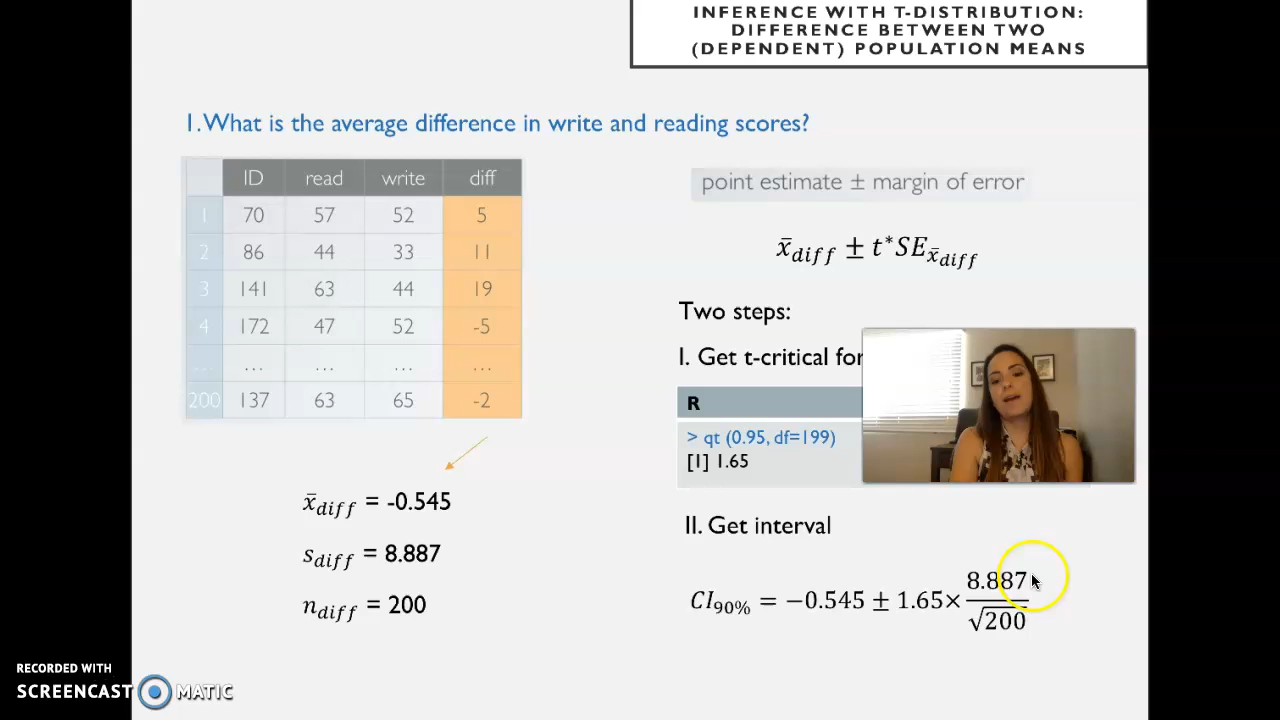 INFERENCE WITH T-DISTRIBUTION:
DIFFERENCE BETWEEN TWO
(DEPENDENT) POPULATION MEANS
1. What is the average difference in write and reading scores?
ID read write diff
1 70 57 52 5
2 86 44 33 11
3 141 63 44 19
4 172 47 52 -5
... ... ... ... ...
200 137 63 65 -2
x̄diff = -0.545
sdiff = 8.887
ndiff = 200
point estimate ± margin of error
x̄diff ± t*SEx̄diff
Two steps:
I. Get t-critical for
R
> qt (0.95, df=199)
[1] 1.65
II. Get interval
CI90% = −0.545 ± 1.65× 8.887/√200
RECORDED WITH
SCREENCAST MATIC